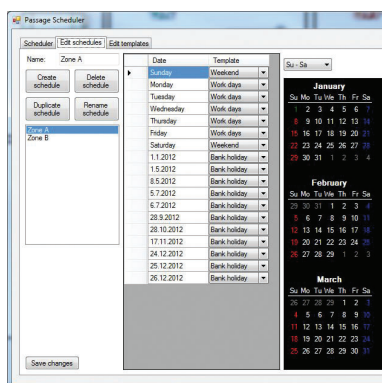 Passage Scheduler
Scheduler Edit schedules Edit templates
Name: Zone A
Create schedule
Delete schedule
Duplicate schedule
Rename schedule
Zone A
Zone B
Save changes
Date Template
Sunday Weekend
Monday Work days
Tuesday Work days
Wednesday Work days
Thursday Work days
Friday Work days
Saturday Weekend
1.1.2012 Bank holiday
1.5.2012 Bank holiday
8.5.2012 Bank holiday
5.7.2012 Bank holiday
6.7.2012 Bank holiday
28.9.2012 Bank holiday
28.10.2012 Bank holiday
17.11.2012 Bank holiday
24.12.2012 Bank holiday
25.12.2012 Bank holiday
26.12.2012 Bank holiday
Su - Sa
January
Su Mo Tu We Th Fr Sa
1 2 3 4 5 6 7
8 9 10 11 12 13 14
15 16 17 18 19 20 21
22 23 24 25 26 27 28
29 30 31 1 2 3 4
February
Su Mo Tu We Th Fr Sa
29 30 31 1 2 3 4
5 6 7 8 9 10 11
12 13 14 15 16 17 18
19 20 21 22 23 24 25
26 27 28 29 1 2 3
March
Su Mo Tu We Th Fr Sa
26 27 28 29 1 2 3
4 5 6 7 8 9 10
11 12 13 14 15 16 17
18 19 20 21 22 23 24
25 26 27 28 29 30 31